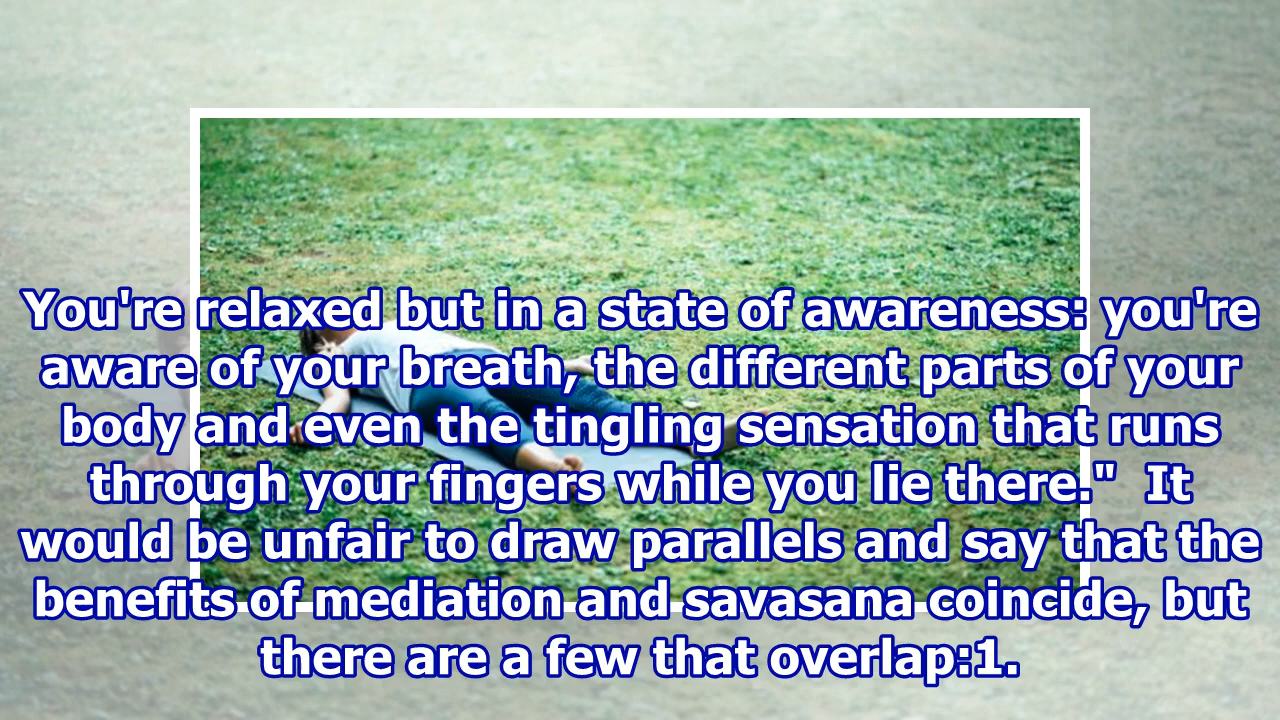 You're relaxed but in a state of awareness: you're
aware of your breath, the different parts of your
body and even the tingling sensation that runs
through your fingers while you lie there."  It
would be unfair to draw parallels and say that the
benefits of mediation and savasana coincide, but
there are a few that overlap:1.